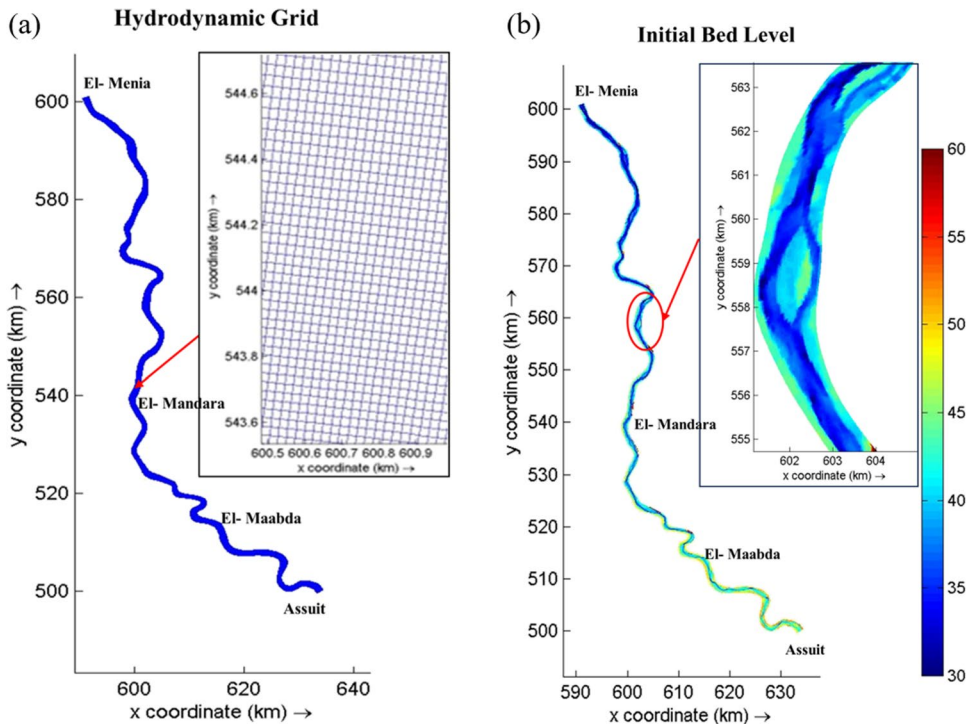 (a)
Hydrodynamic Grid
El- Menia
600
580
560
540
520
500
y coordinate (km) →
600
620
640
x coordinate (km) →
El- Mandara
El- Maabda
Assuit
544.6
544.4
544.2
544
543.8
543.6
y coordinate (km) →
600.5 600.6 600.7 600.8 600.9
x coordinate (km) →
(b)
Initial Bed Level
El- Menia
600
590
580
570
560
550
540
530
520
510
500
y coordinate (km) →
590 600 610 620 630
x coordinate (km) →
El- Mandara
El- Maabda
Assuit
563
562
561
560
559
558
557
556
555
y coordinate (km) →
602 603 604
x coordinate (km) →
60
55
50
45
40
35
30